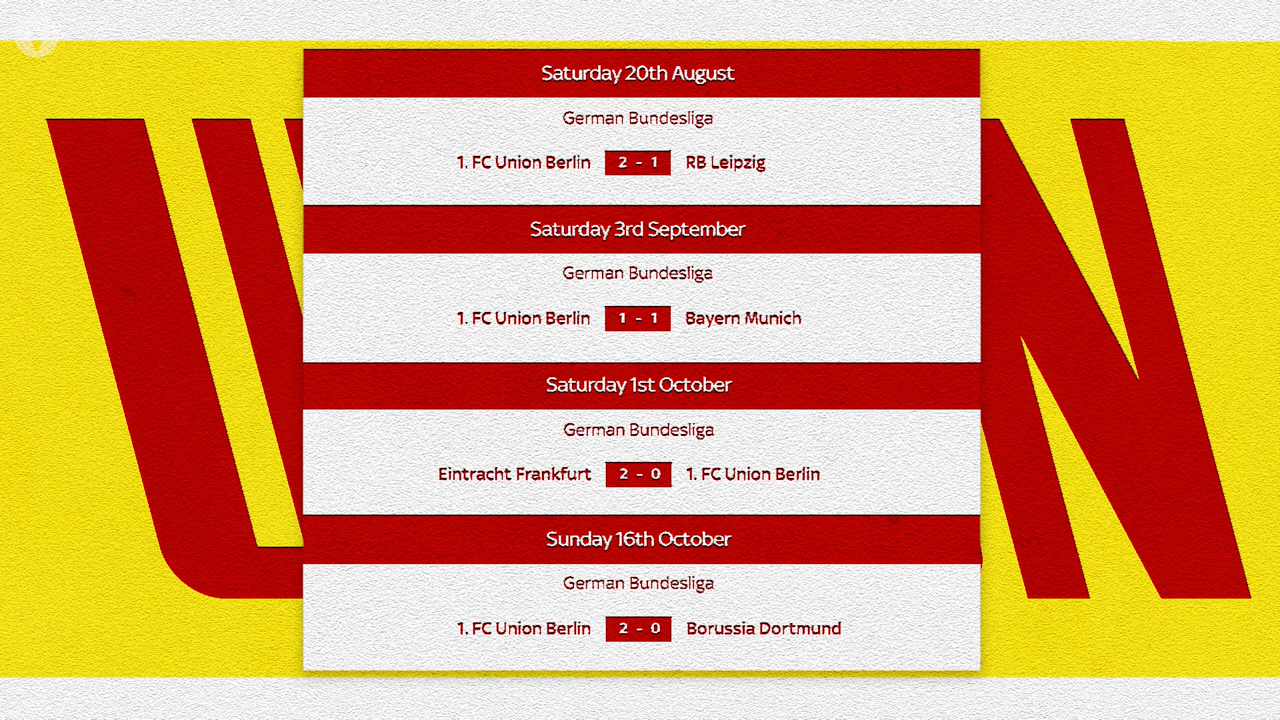 Saturday 20th August
German Bundesliga
1. FC Union Berlin 2 - 1 RB Leipzig
Saturday 3rd September
German Bundesliga
1. FC Union Berlin 1 - 1 Bayern Munich
Saturday 1st October
German Bundesliga
Eintracht Frankfurt 2 - 0 1. FC Union Berlin
Sunday 16th October
German Bundesliga
1. FC Union Berlin 2 - 0 Borussia Dortmund